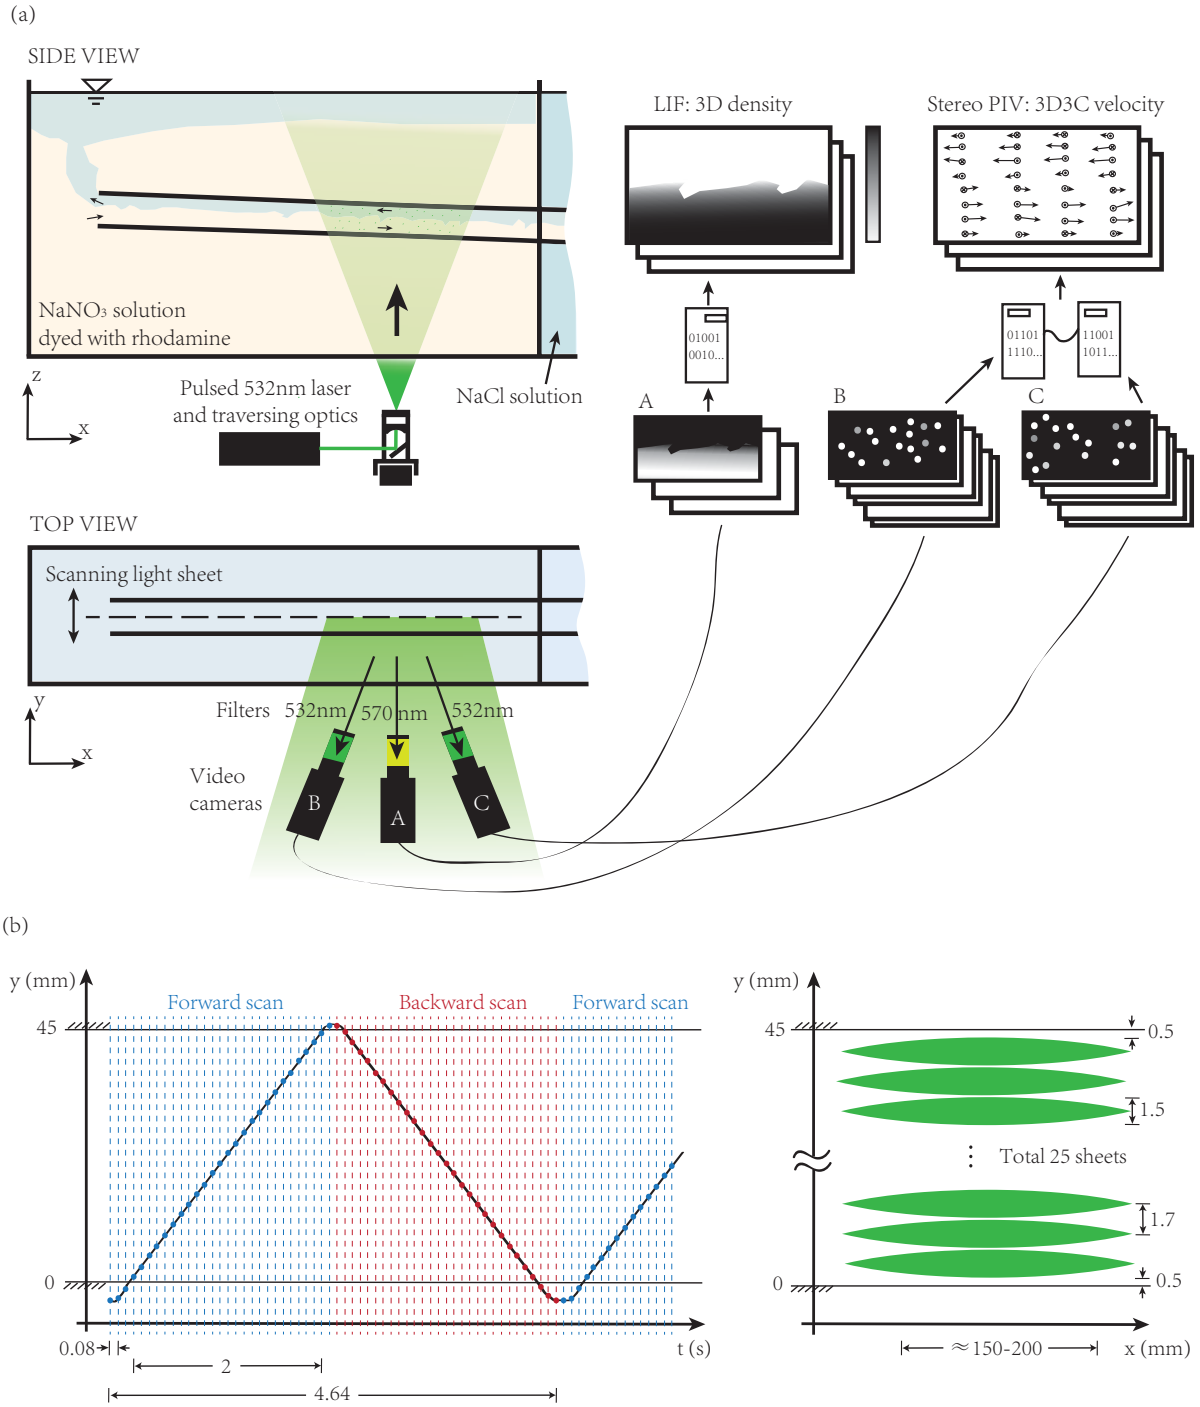 (a)
SIDE VIEW
LIF: 3D density
Stereo PIV: 3D3C velocity
NaNO₃ solution
dyed with rhodamine
01001
0010...
01101
1110...
11001
1011...
z
x
Pulsed 532nm laser
and traversing optics
NaCl solution
A
B
C
TOP VIEW
Scanning light sheet
y
x
Filters
532nm
570 nm
532nm
Video
cameras
B
A
C
(b)
y (mm)
Forward scan
Backward scan
Forward scan
45
0
t (s)
0.08
2
4.64
y (mm)
45
0.5
1.5
Total 25 sheets
1.7
0
0.5
≈150-200
x (mm)